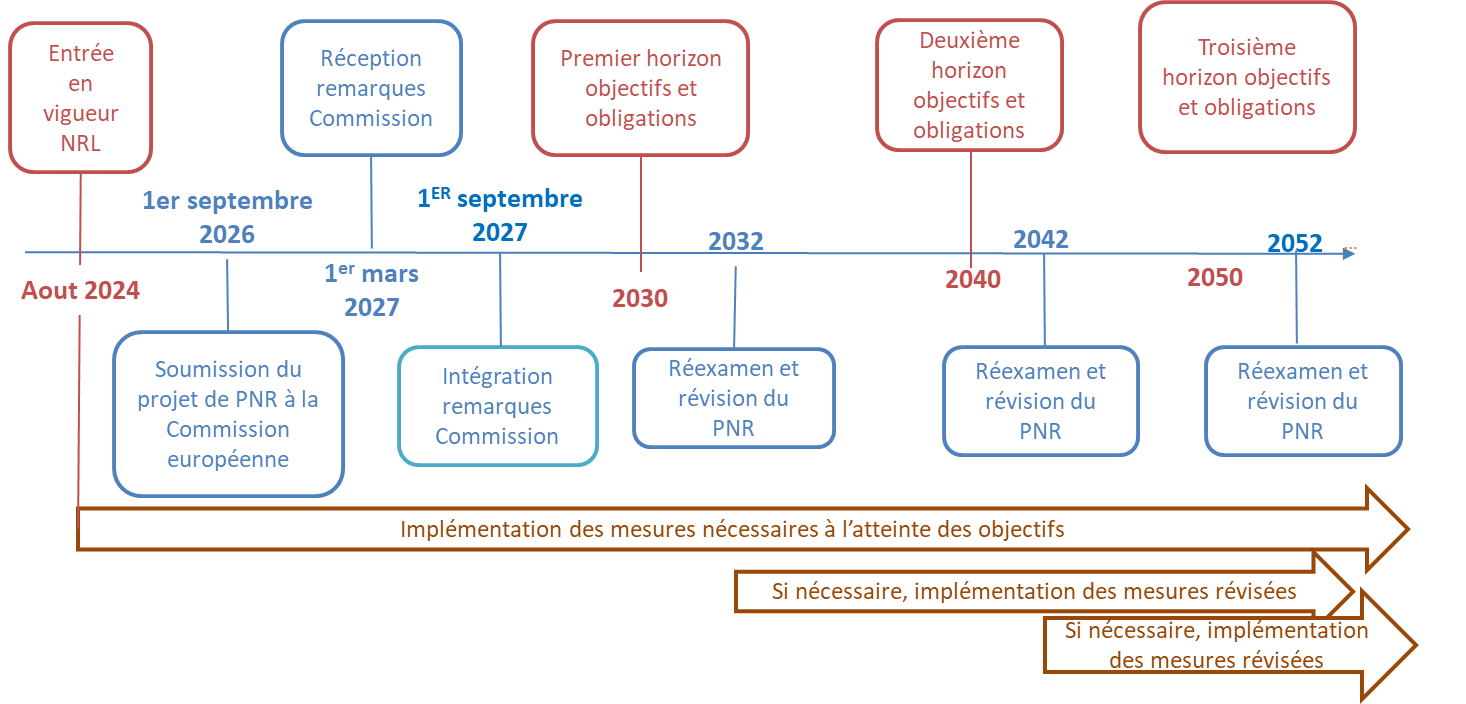 Entrée
en
vigueur
NRL
Réception
remarques
Commission
Premier horizon
objectifs et
obligations
Deuxième
horizon
objectifs et
obligations
Troisième
horizon objectifs
et obligations
1er septembre
2026
1ER septembre
2027
2032
2042
2052
Aout 2024
1er mars
2027
2030
2040
2050
Soumission du
projet de PNR à la
Commission
européenne
Intégration
remarques
Commission
Réexamen et
révision du
PNR
Réexamen et
révision du
PNR
Réexamen et
révision du
PNR
Implémentation des mesures nécessaires à l’atteinte des objectifs
Si nécessaire, implémentation des mesures révisées
Si nécessaire, implémentation
des mesures révisées